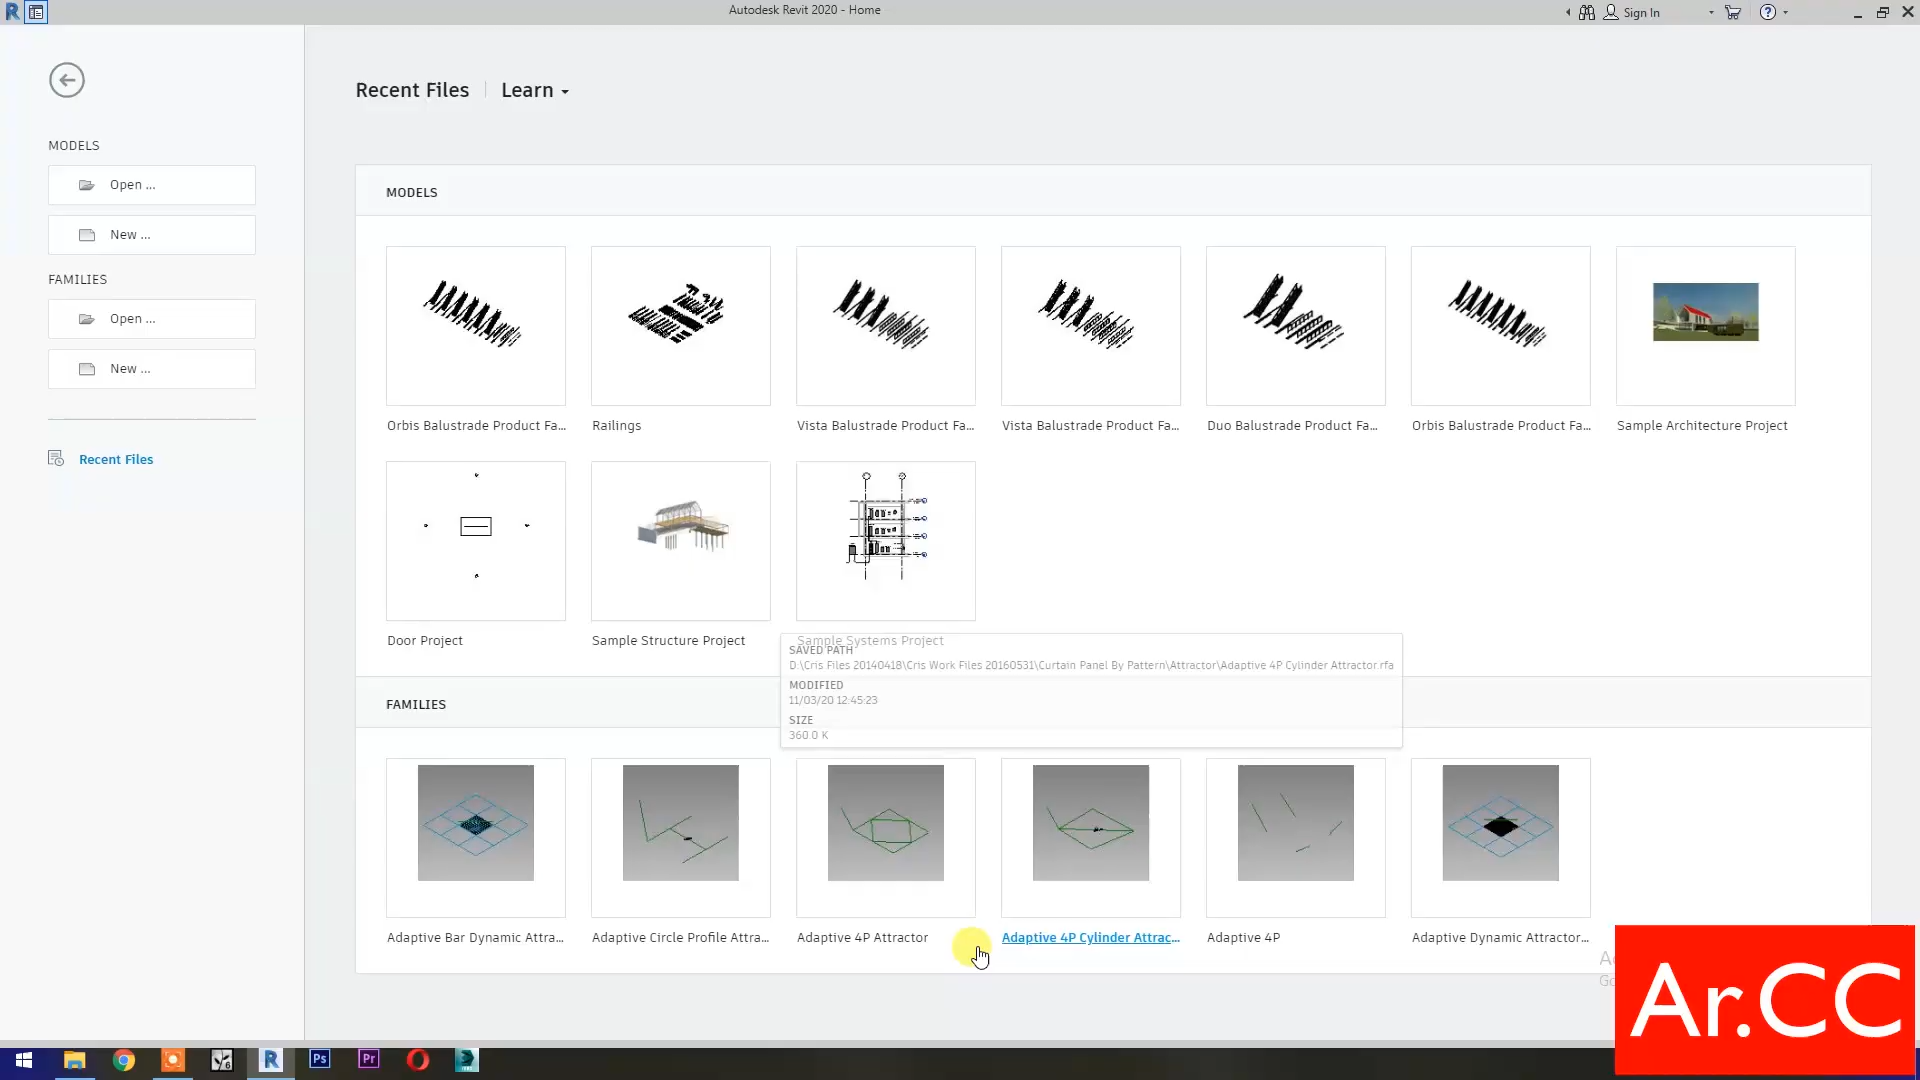 Autodesk Revit 2020 - Home
Sign In
Recent Files
Learn
MODELS
Open ...
New ...
FAMILIES
Open ...
New ...
Recent Files
MODELS
Orbis Balustrade Product Fa...
Railings
Vista Balustrade Product Fa...
Vista Balustrade Product Fa...
Duo Balustrade Product Fa...
Orbis Balustrade Product Fa...
Sample Architecture Project
Door Project
Sample Structure Project
Sample Systems Project
SAVED PATH
D:\Cris Files 20140418\Cris Work Files 20160531\Curtain Panel By Pattern\Attractor\Adaptive 4P Cylinder Attractor.rfa
MODIFIED
11/03/20 12:45:23
SIZE
360.0 K
FAMILIES
Adaptive Bar Dynamic Attra...
Adaptive Circle Profile Attra...
Adaptive 4P Attractor
Adaptive 4P Cylinder Attrac...
Adaptive 4P
Adaptive Dynamic Attractor...
Ar.CC
Ps
Pr